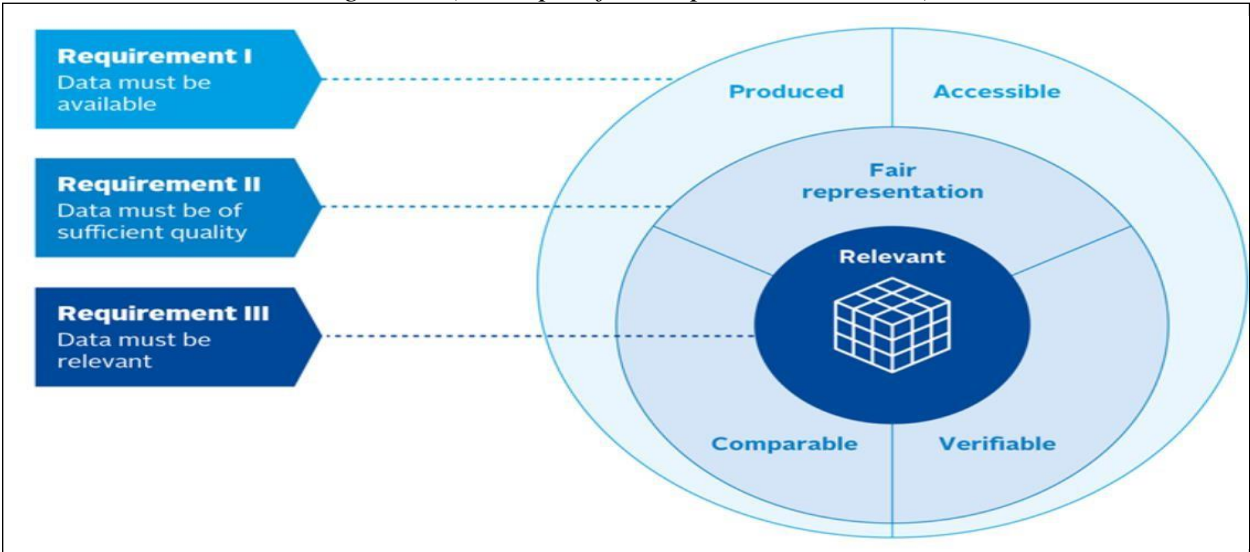 Requirement I
Data must be
available
Requirement II
Data must be of
sufficient quality
Requirement III
Data must be
relevant
Produced
Accessible
Fair
representation
Relevant
Comparable
Verifiable